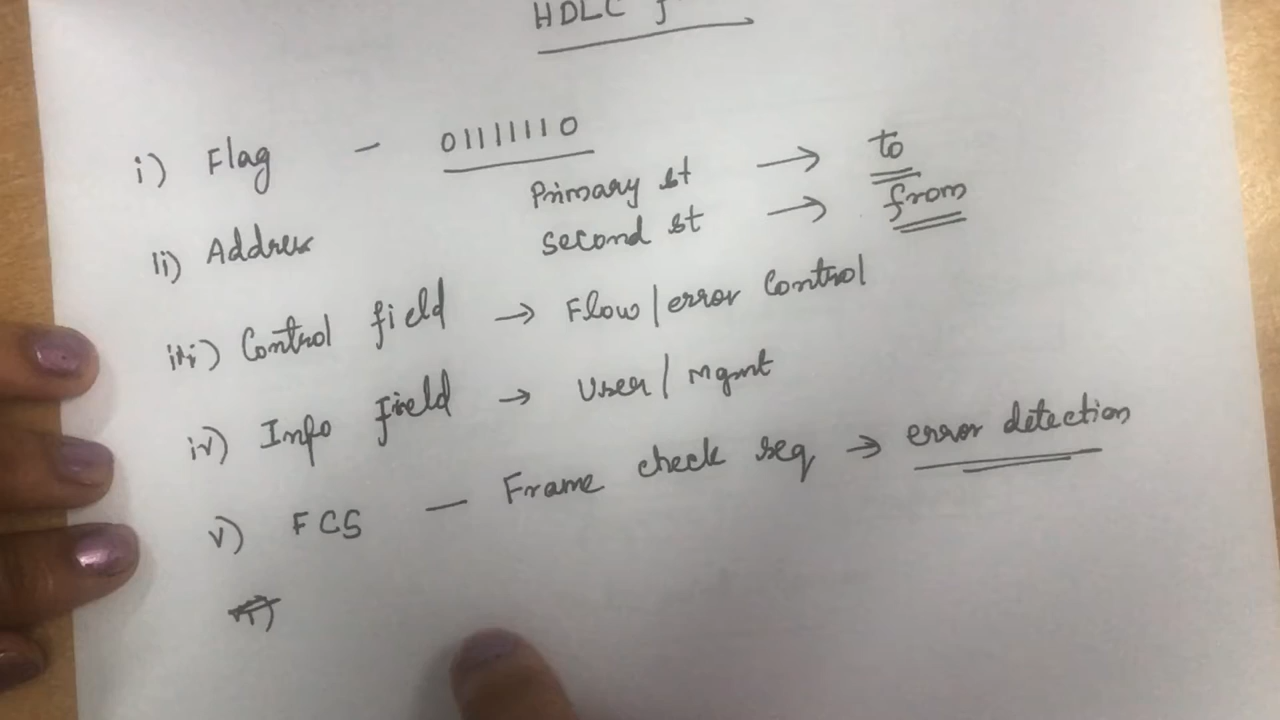 HDLC
i) Flag - 01111110
Primary st → to
second st → from
ii) Address
iii) Control field → Flow/error Control
iv) Info Field → User/ Mgmt
v) FCS - Frame check seq → error detection